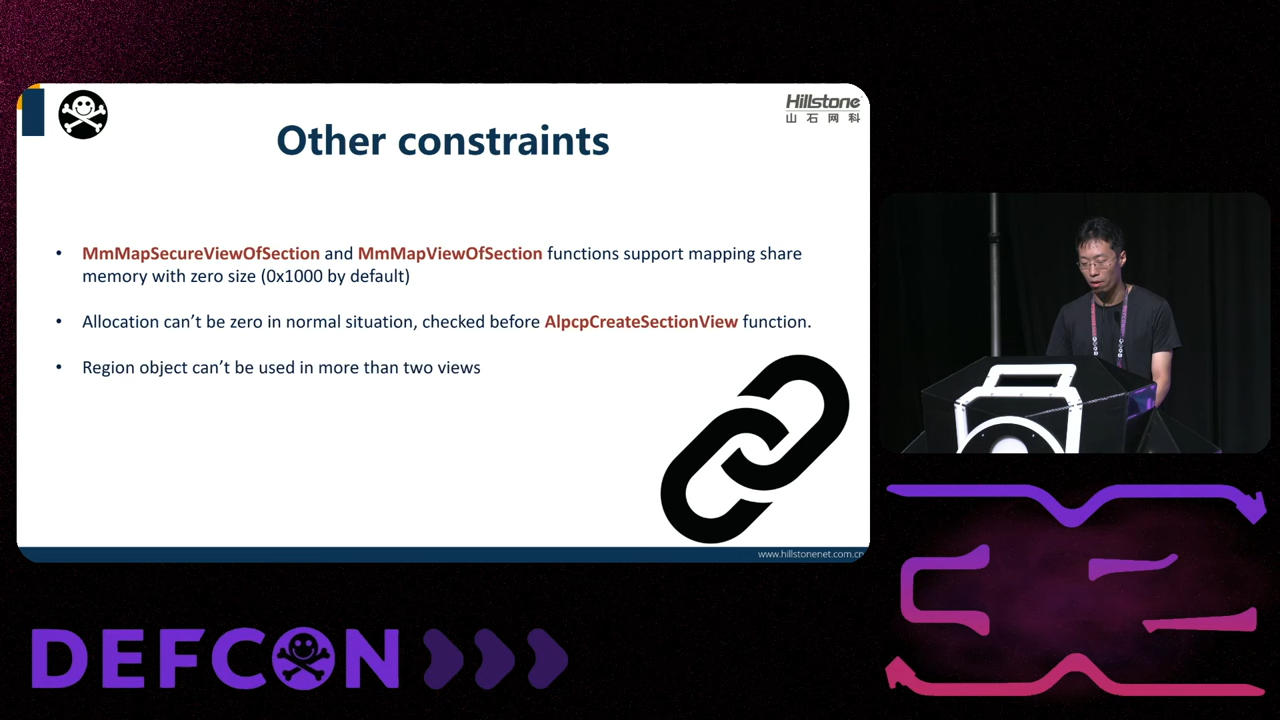 Hillstone
山石网科
Other constraints
• MmMapSecureViewOfSection and MmMapViewOfSection functions support mapping share
memory with zero size (0x1000 by default)
• Allocation can’t be zero in normal situation, checked before AlpcpCreateSectionView function.
• Region object can’t be used in more than two views
www.hillstonenet.com.cn
DEFCON